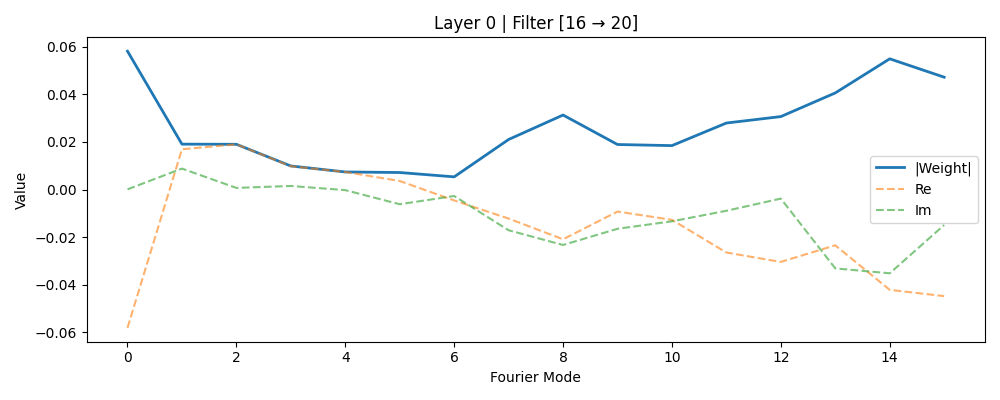 Layer 0 | Filter [16 → 20]
0.06
0.04
0.02
0.00
−0.02
−0.04
−0.06
Value
|Weight|
Re
Im
0 2 4 6 8 10 12 14
Fourier Mode